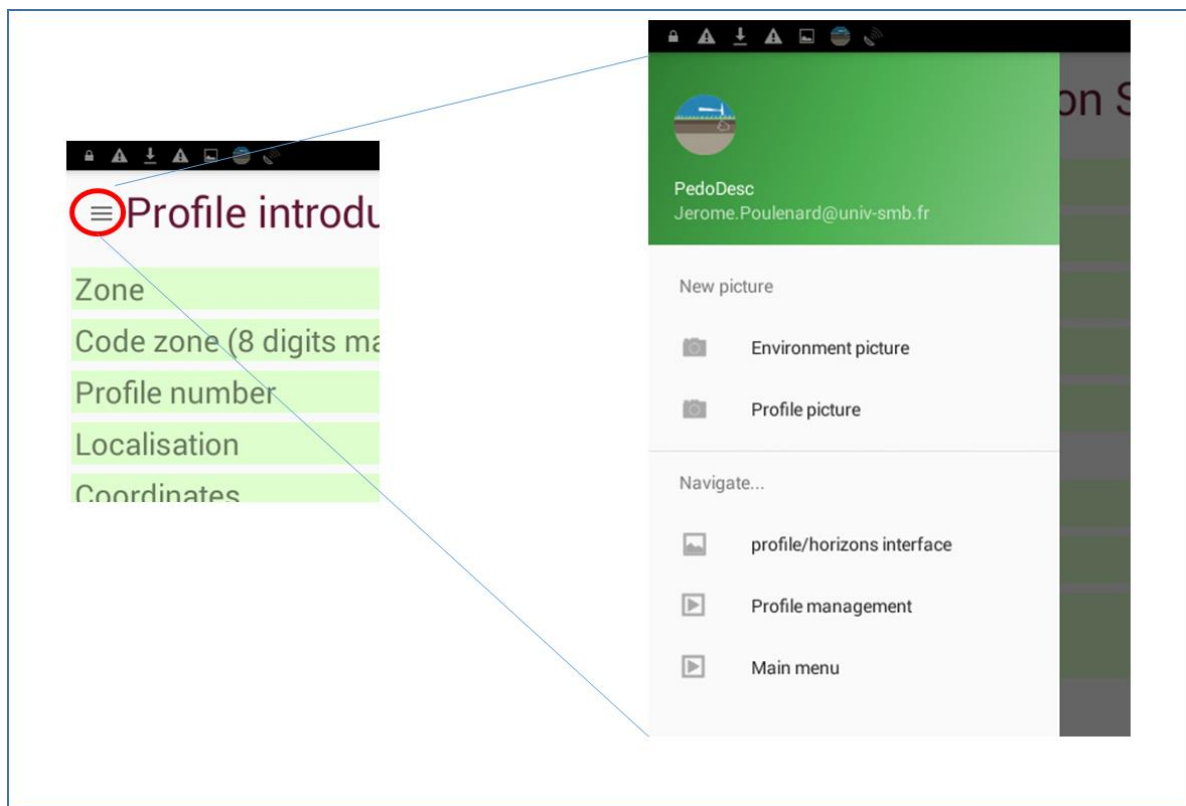 Profile introdu
Zone
Code zone (8 digits ma
Profile number
Localisation
Coordinates
on S
PedoDesc
Jerome.Poulenard@univ-smb.fr
New picture
Environment picture
Profile picture
Navigate...
profile/horizons interface
Profile management
Main menu